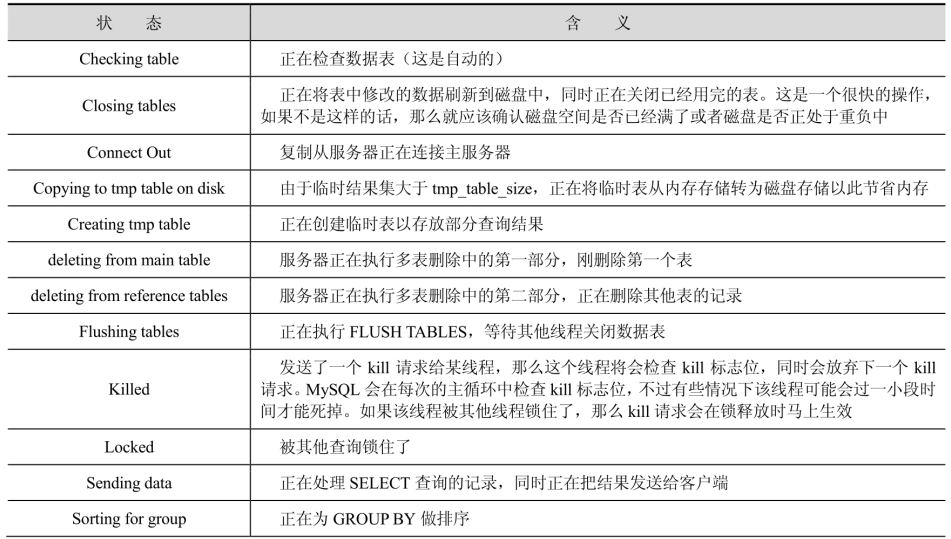 状 态 含 义
Checking table 正在检查数据表（这是自动的）
Closing tables 正在将表中修改的数据刷新到磁盘中，同时正在关闭已经用完的表。这是一个很快的操作，
如果不是这样的话，那么就应该确认磁盘空间是否已经满了或者磁盘是否正处于重负中
Connect Out 复制从服务器正在连接主服务器
Copying to tmp table on disk 由于临时结果集大于 tmp_table_size，正在将临时表从内存存储转为磁盘存储以此节省内存
Creating tmp table 正在创建临时表以存放部分查询结果
deleting from main table 服务器正在执行多表删除中的第一部分，刚删除第一个表
deleting from reference tables 服务器正在执行多表删除中的第二部分，正在删除其他表的记录
Flushing tables 正在执行 FLUSH TABLES，等待其他线程关闭数据表
Killed 发送了一个 kill 请求给某线程，那么这个线程将会检查 kill 标志位，同时会放弃下一个 kill
请求。MySQL 会在每次的主循环中检查 kill 标志位，不过有些情况下该线程可能会过一小段时
间才能死掉。如果该线程被其他线程锁住了，那么 kill 请求会在锁释放时马上生效
Locked 被其他查询锁住了
Sending data 正在处理 SELECT 查询的记录，同时正在把结果发送给客户端
Sorting for group 正在为 GROUP BY 做排序